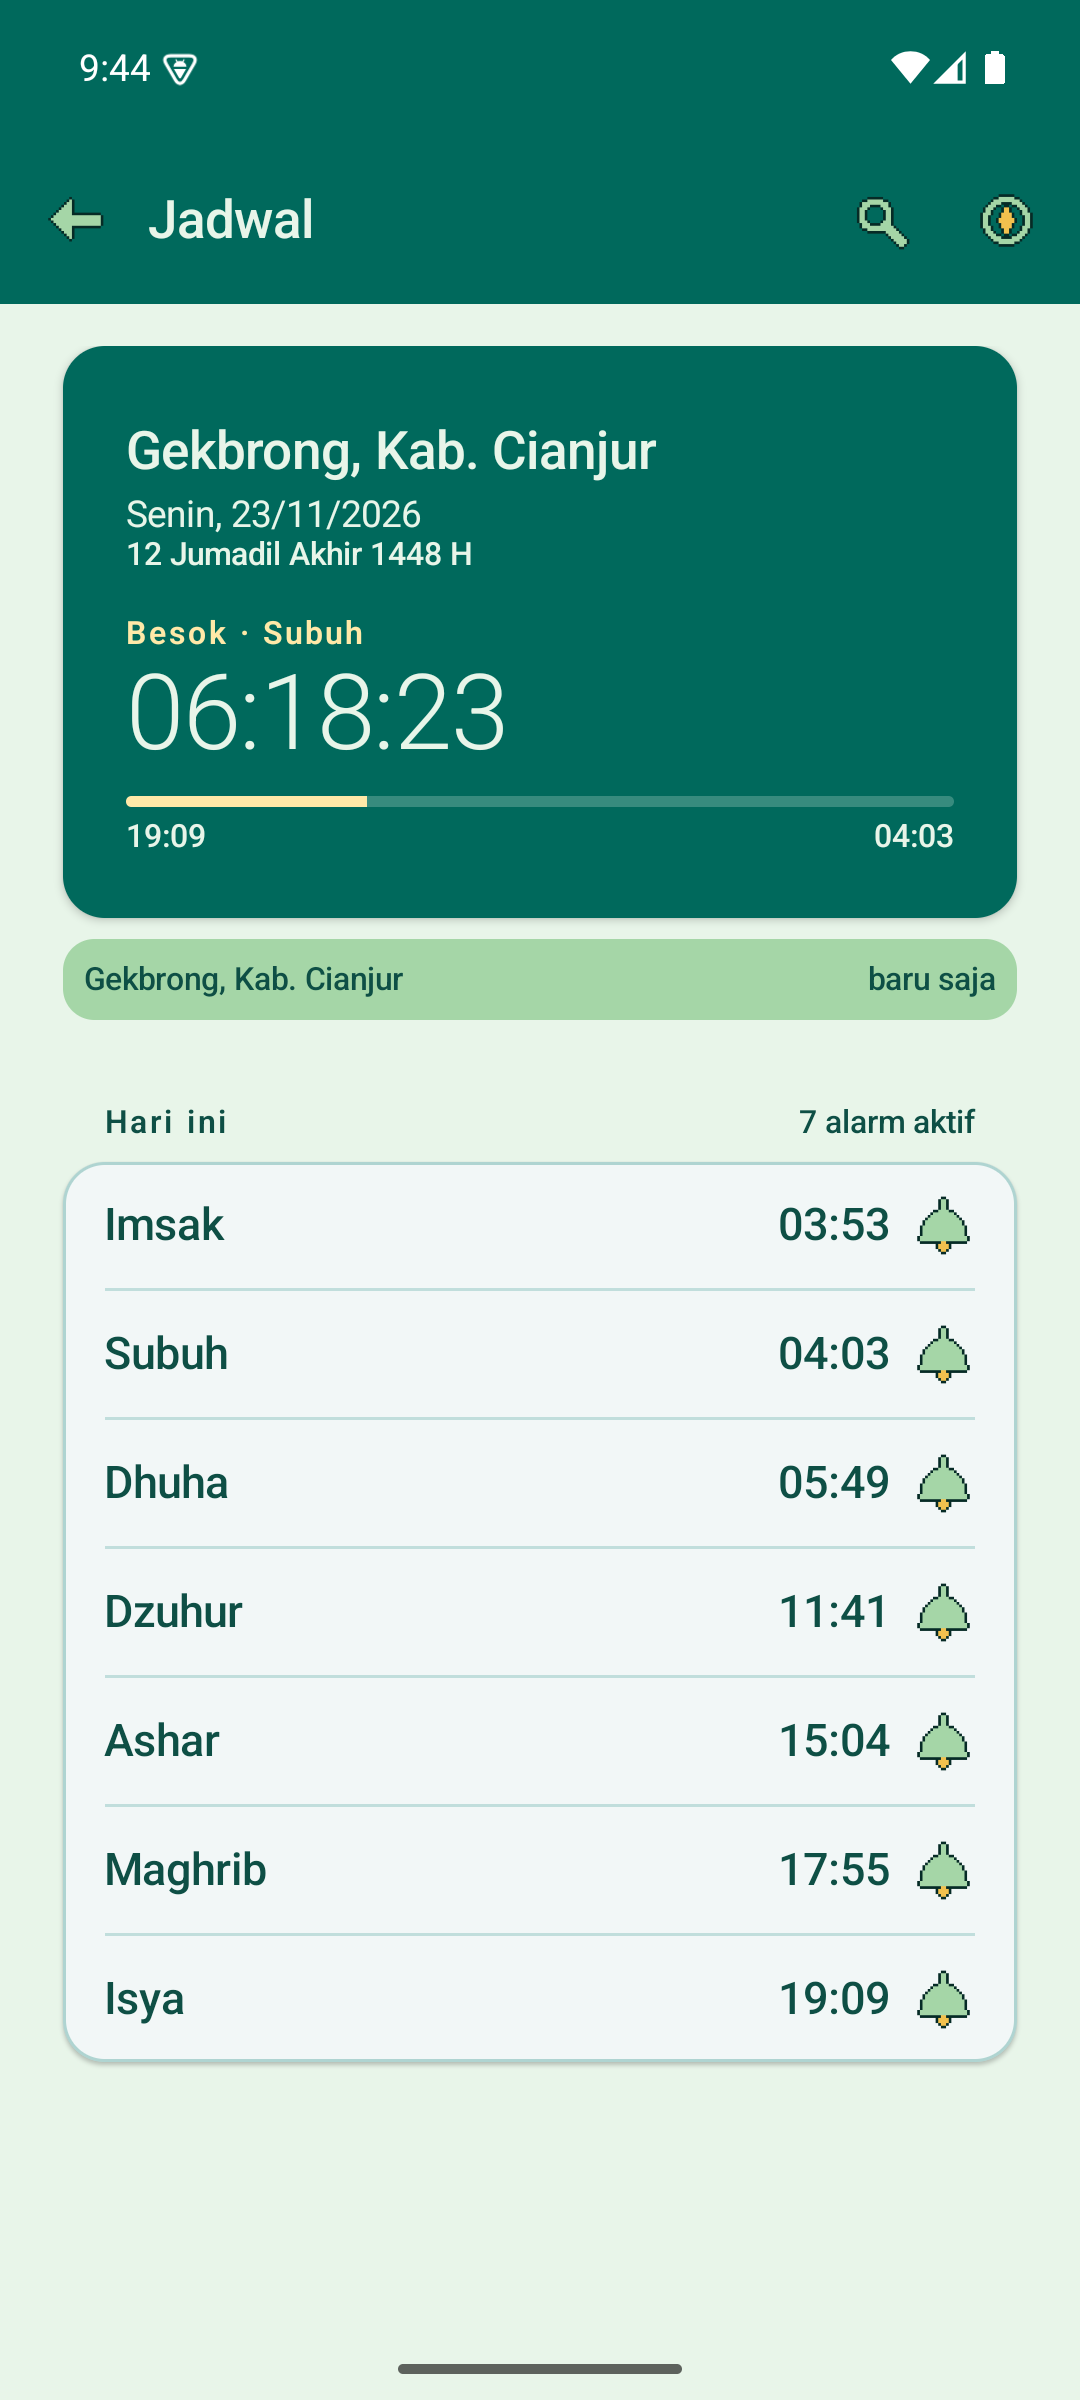 9:44
Jadwal
Gekbrong, Kab. Cianjur
Senin, 23/11/2026
12 Jumadil Akhir 1448 H
Besok · Subuh
06:18:23
19:09 04:03
Gekbrong, Kab. Cianjur baru saja
Hari ini 7 alarm aktif
Imsak 03:53
Subuh 04:03
Dhuha 05:49
Dzuhur 11:41
Ashar 15:04
Maghrib 17:55
Isya 19:09